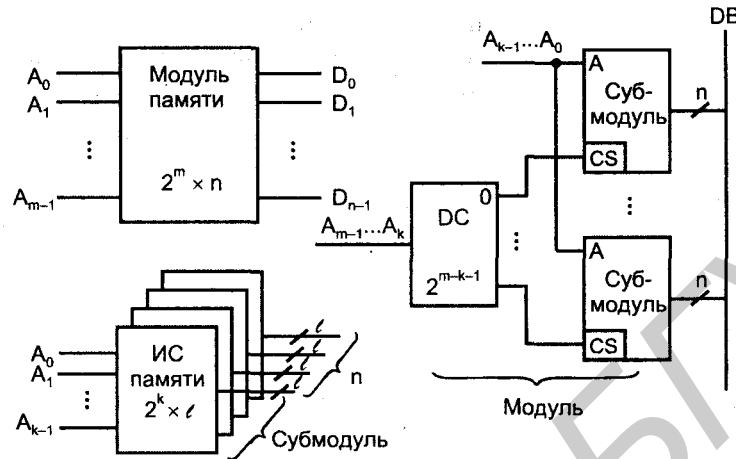 A₀
A₁
⋮
Aₘ₋₁
Модуль
памяти
2ᵐ × n
D₀
D₁
⋮
Dₙ₋₁
DB
Aₖ₋₁...A₀
A
Суб-
модуль
CS
n
⋮
A
Суб-
модуль
CS
n
Aₘ₋₁...Aₖ
DC
0
⋮
2ᵐ⁻ᵏ⁻¹
Модуль
A₀
A₁
⋮
Aₖ₋₁
ИС
памяти
2ᵏ × ℓ
ℓ
ℓ
ℓ
ℓ
n
Субмодуль
БГУ